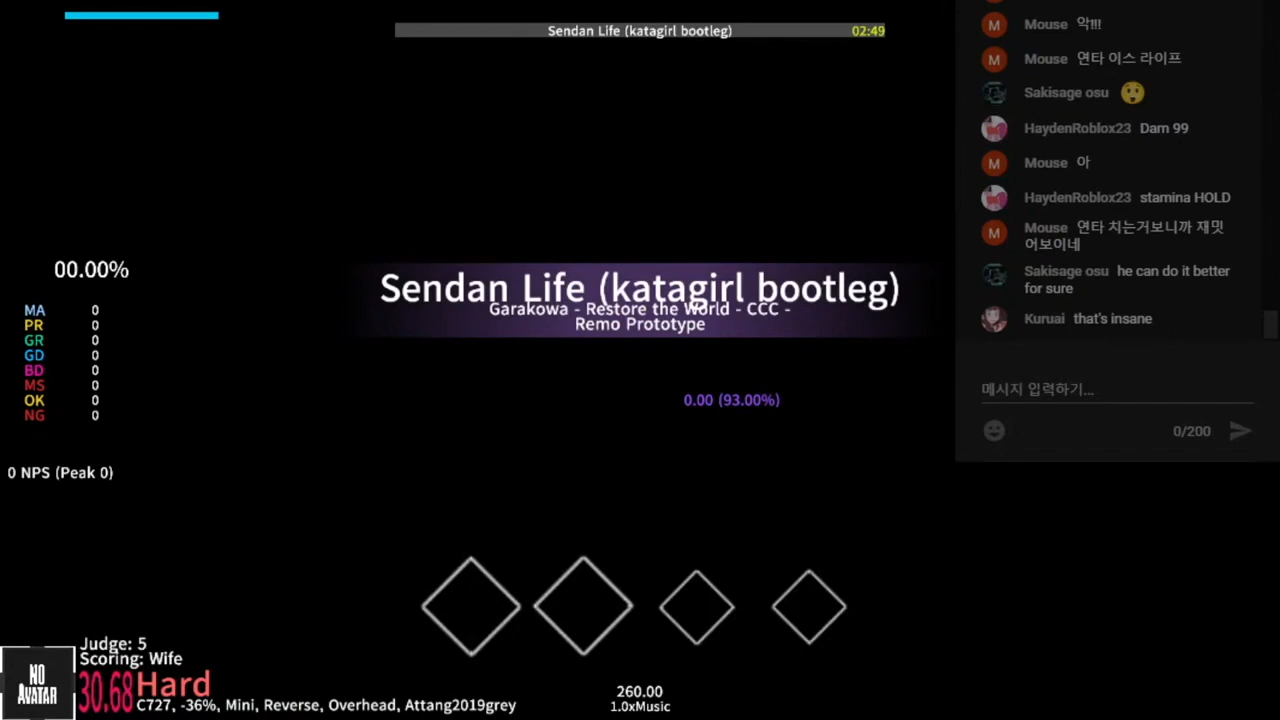 Sendan Life (katagirl bootleg) 02:49
00.00%
MA 0
PR 0
GR 0
GD 0
BD 0
MS 0
OK 0
NG 0
0 NPS (Peak 0)
Sendan Life (katagirl bootleg)
Garakowa - Restore the World - CCC -
Remo Prototype
0.00 (93.00%)
Judge: 5
Scoring: Wife
NO AVATAR
30.68 Hard
C727, -36%, Mini, Reverse, Overhead, Attang2019grey
260.00
1.0xMusic
M Mouse 악!!!
M Mouse 연타 이스 라이프
Sakisage osu 😲
HaydenRoblox23 Dam 99
M Mouse 아
HaydenRoblox23 stamina HOLD
M Mouse 연타 치는거보니까 재밋
어보이네
Sakisage osu he can do it better
for sure
Kuruai that's insane
메시지 입력하기...
0/200